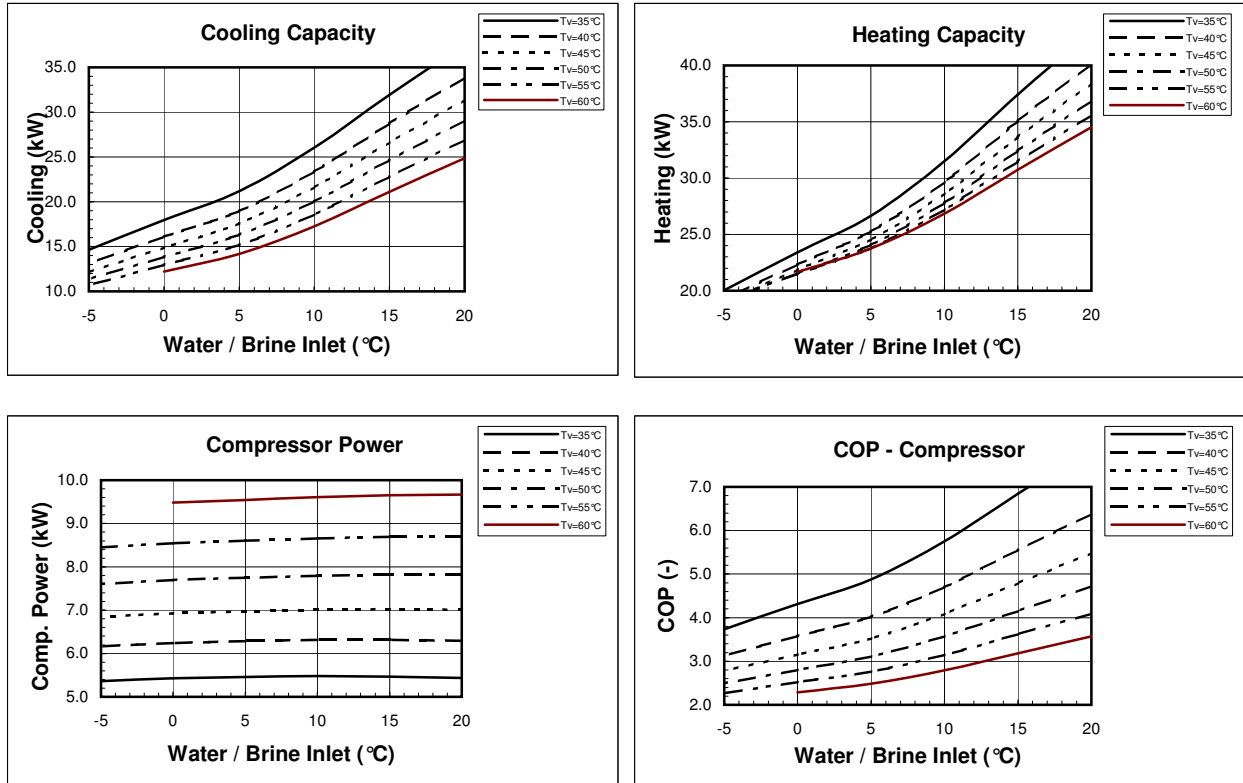 Cooling Capacity
Tv=35°C
Tv=40°C
Tv=45°C
Tv=50°C
Tv=55°C
Tv=60°C
Cooling (kW)
35.0
30.0
25.0
20.0
15.0
10.0
-5 0 5 10 15 20
Water / Brine Inlet (°C)
Heating Capacity
Tv=35°C
Tv=40°C
Tv=45°C
Tv=50°C
Tv=55°C
Tv=60°C
Heating (kW)
40.0
35.0
30.0
25.0
20.0
-5 0 5 10 15 20
Water / Brine Inlet (°C)
Compressor Power
Tv=35°C
Tv=40°C
Tv=45°C
Tv=50°C
Tv=55°C
Tv=60°C
Comp. Power (kW)
10.0
9.0
8.0
7.0
6.0
5.0
-5 0 5 10 15 20
Water / Brine Inlet (°C)
COP - Compressor
Tv=35°C
Tv=40°C
Tv=45°C
Tv=50°C
Tv=55°C
Tv=60°C
COP (-)
7.0
6.0
5.0
4.0
3.0
2.0
-5 0 5 10 15 20
Water / Brine Inlet (°C)